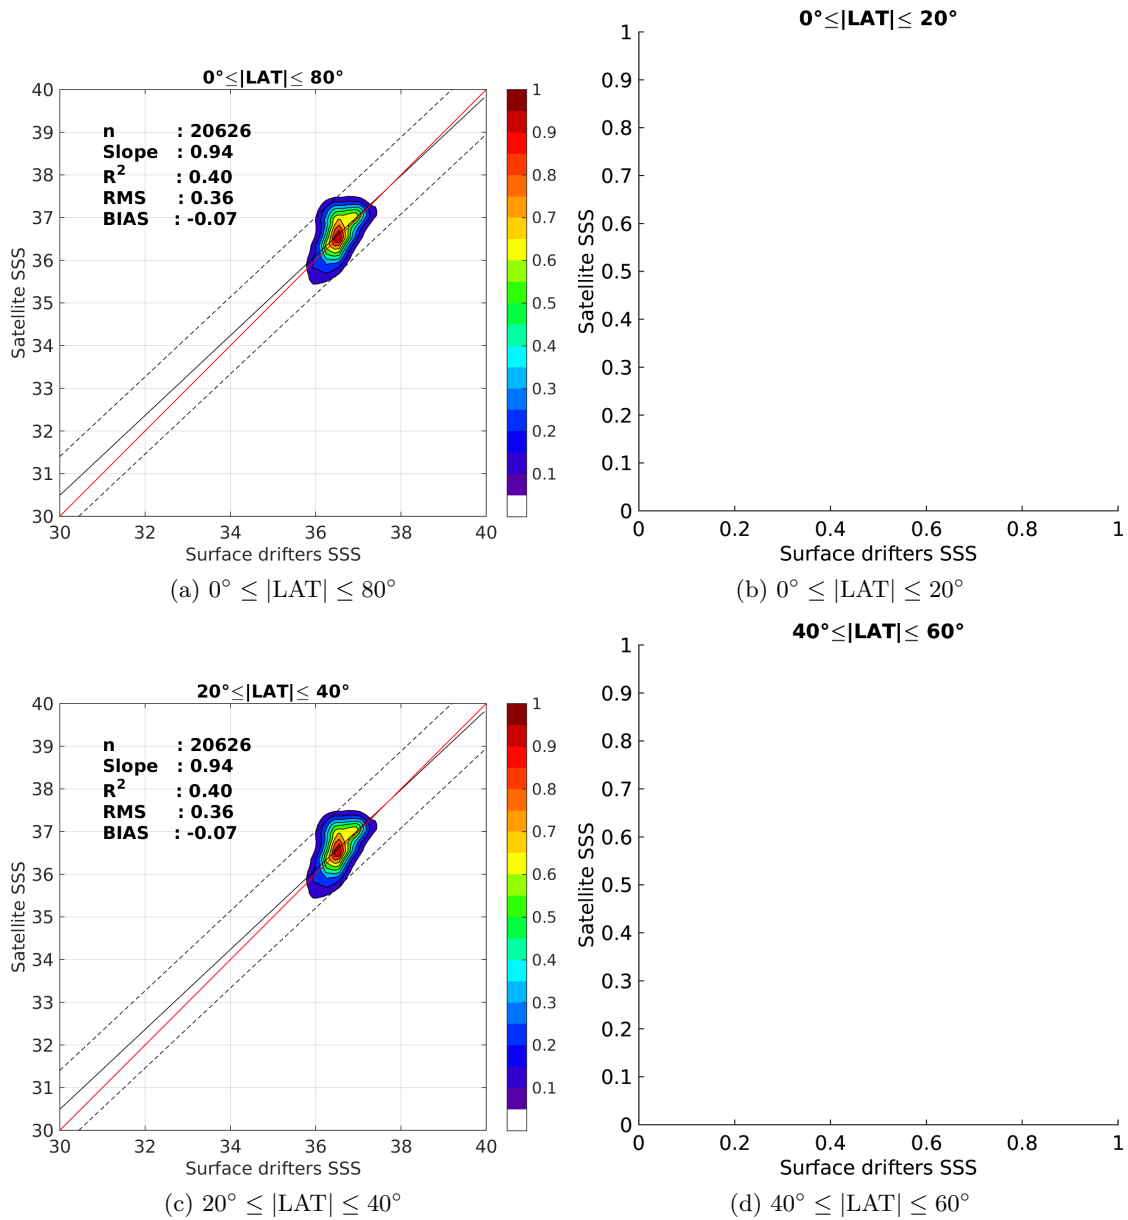 0°≤|LAT|≤ 80°
40
39
38
37
36
35
34
33
32
31
30
Satellite SSS
n : 20626
Slope : 0.94
R² : 0.40
RMS : 0.36
BIAS : -0.07
30 32 34 36 38 40
Surface drifters SSS
1
0.9
0.8
0.7
0.6
0.5
0.4
0.3
0.2
0.1
(a) 0° ≤ |LAT| ≤ 80°
0°≤|LAT|≤ 20°
1
0.9
0.8
0.7
0.6
0.5
0.4
0.3
0.2
0.1
0
Satellite SSS
0 0.2 0.4 0.6 0.8 1
Surface drifters SSS
(b) 0° ≤ |LAT| ≤ 20°
20°≤|LAT|≤ 40°
40
39
38
37
36
35
34
33
32
31
30
Satellite SSS
n : 20626
Slope : 0.94
R² : 0.40
RMS : 0.36
BIAS : -0.07
30 32 34 36 38 40
Surface drifters SSS
1
0.9
0.8
0.7
0.6
0.5
0.4
0.3
0.2
0.1
(c) 20° ≤ |LAT| ≤ 40°
40°≤|LAT|≤ 60°
1
0.9
0.8
0.7
0.6
0.5
0.4
0.3
0.2
0.1
0
Satellite SSS
0 0.2 0.4 0.6 0.8 1
Surface drifters SSS
(d) 40° ≤ |LAT| ≤ 60°